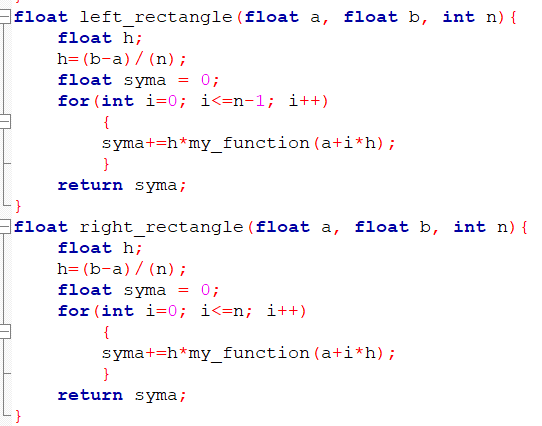 float left_rectangle(float a, float b, int n){
float h;
h=(b-a)/(n);
float syma = 0;
for(int i=0; i<=n-1; i++)
{
syma+=h*my_function(a+i*h);
}
return syma;
}
float right_rectangle(float a, float b, int n){
float h;
h=(b-a)/(n);
float syma = 0;
for(int i=0; i<=n; i++)
{
syma+=h*my_function(a+i*h);
}
return syma;
}